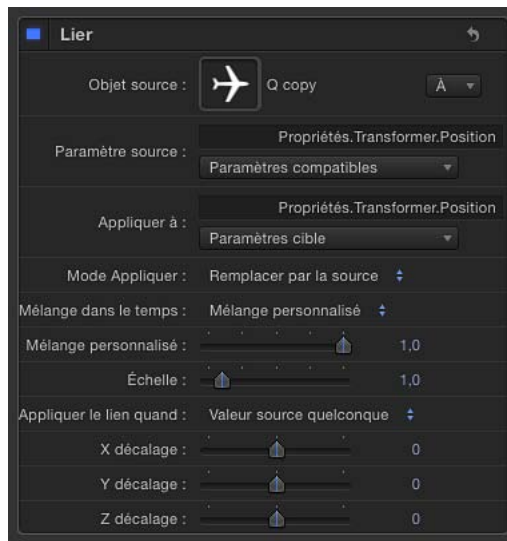 Lier
Objet source : Q copy À
Propriétés.Transformer.Position
Paramètre source :
Paramètres compatibles
Propriétés.Transformer.Position
Appliquer à :
Paramètres cible
Mode Appliquer : Remplacer par la source
Mélange dans le temps : Mélange personnalisé
Mélange personnalisé : 1,0
Échelle : 1,0
Appliquer le lien quand : Valeur source quelconque
X décalage : 0
Y décalage : 0
Z décalage : 0